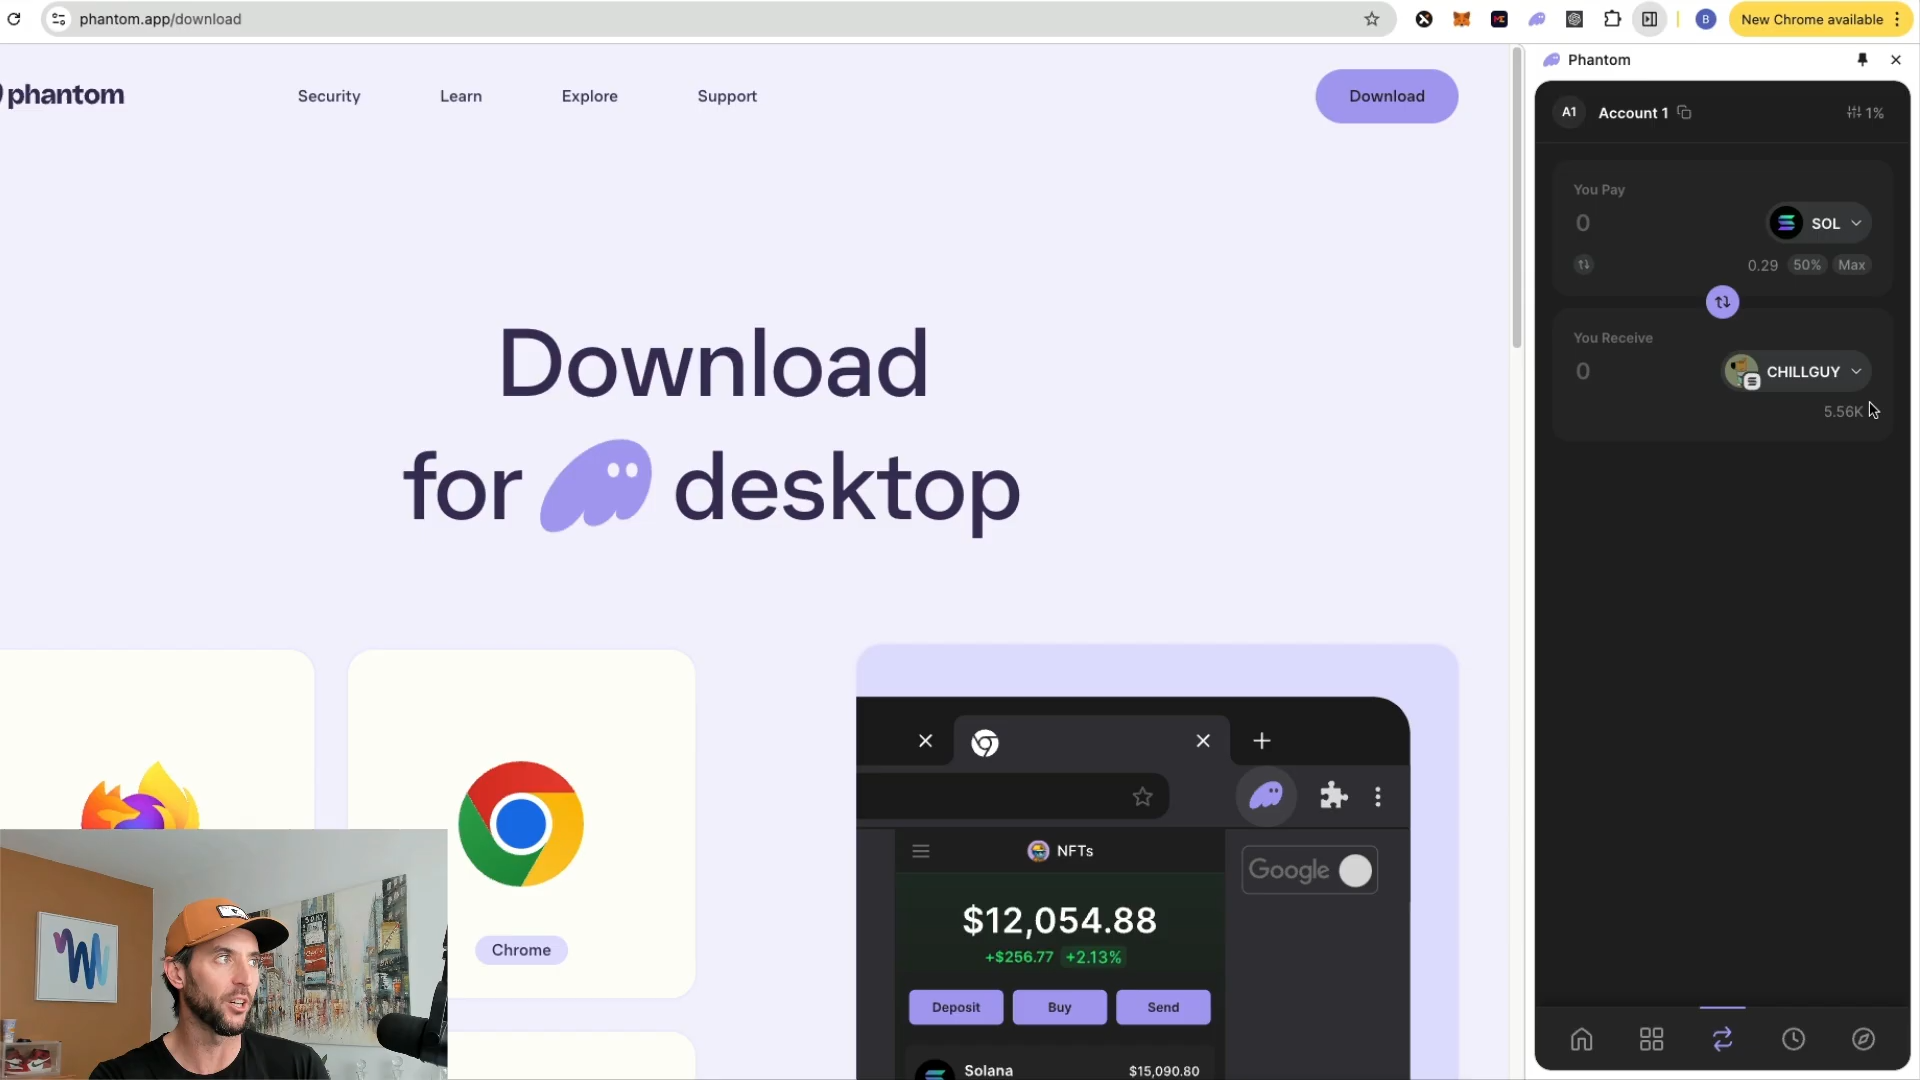 phantom.app/download
B
New Chrome available
phantom
Security
Learn
Explore
Support
Download
Download
for desktop
Chrome
NFTs
$12,054.88
+$256.77 +2.13%
Deposit
Buy
Send
Google
Solana
$15,090.80
Phantom
A1
Account 1
1%
You Pay
0
SOL
0.29
50%
Max
You Receive
0
CHILLGUY
5.56K